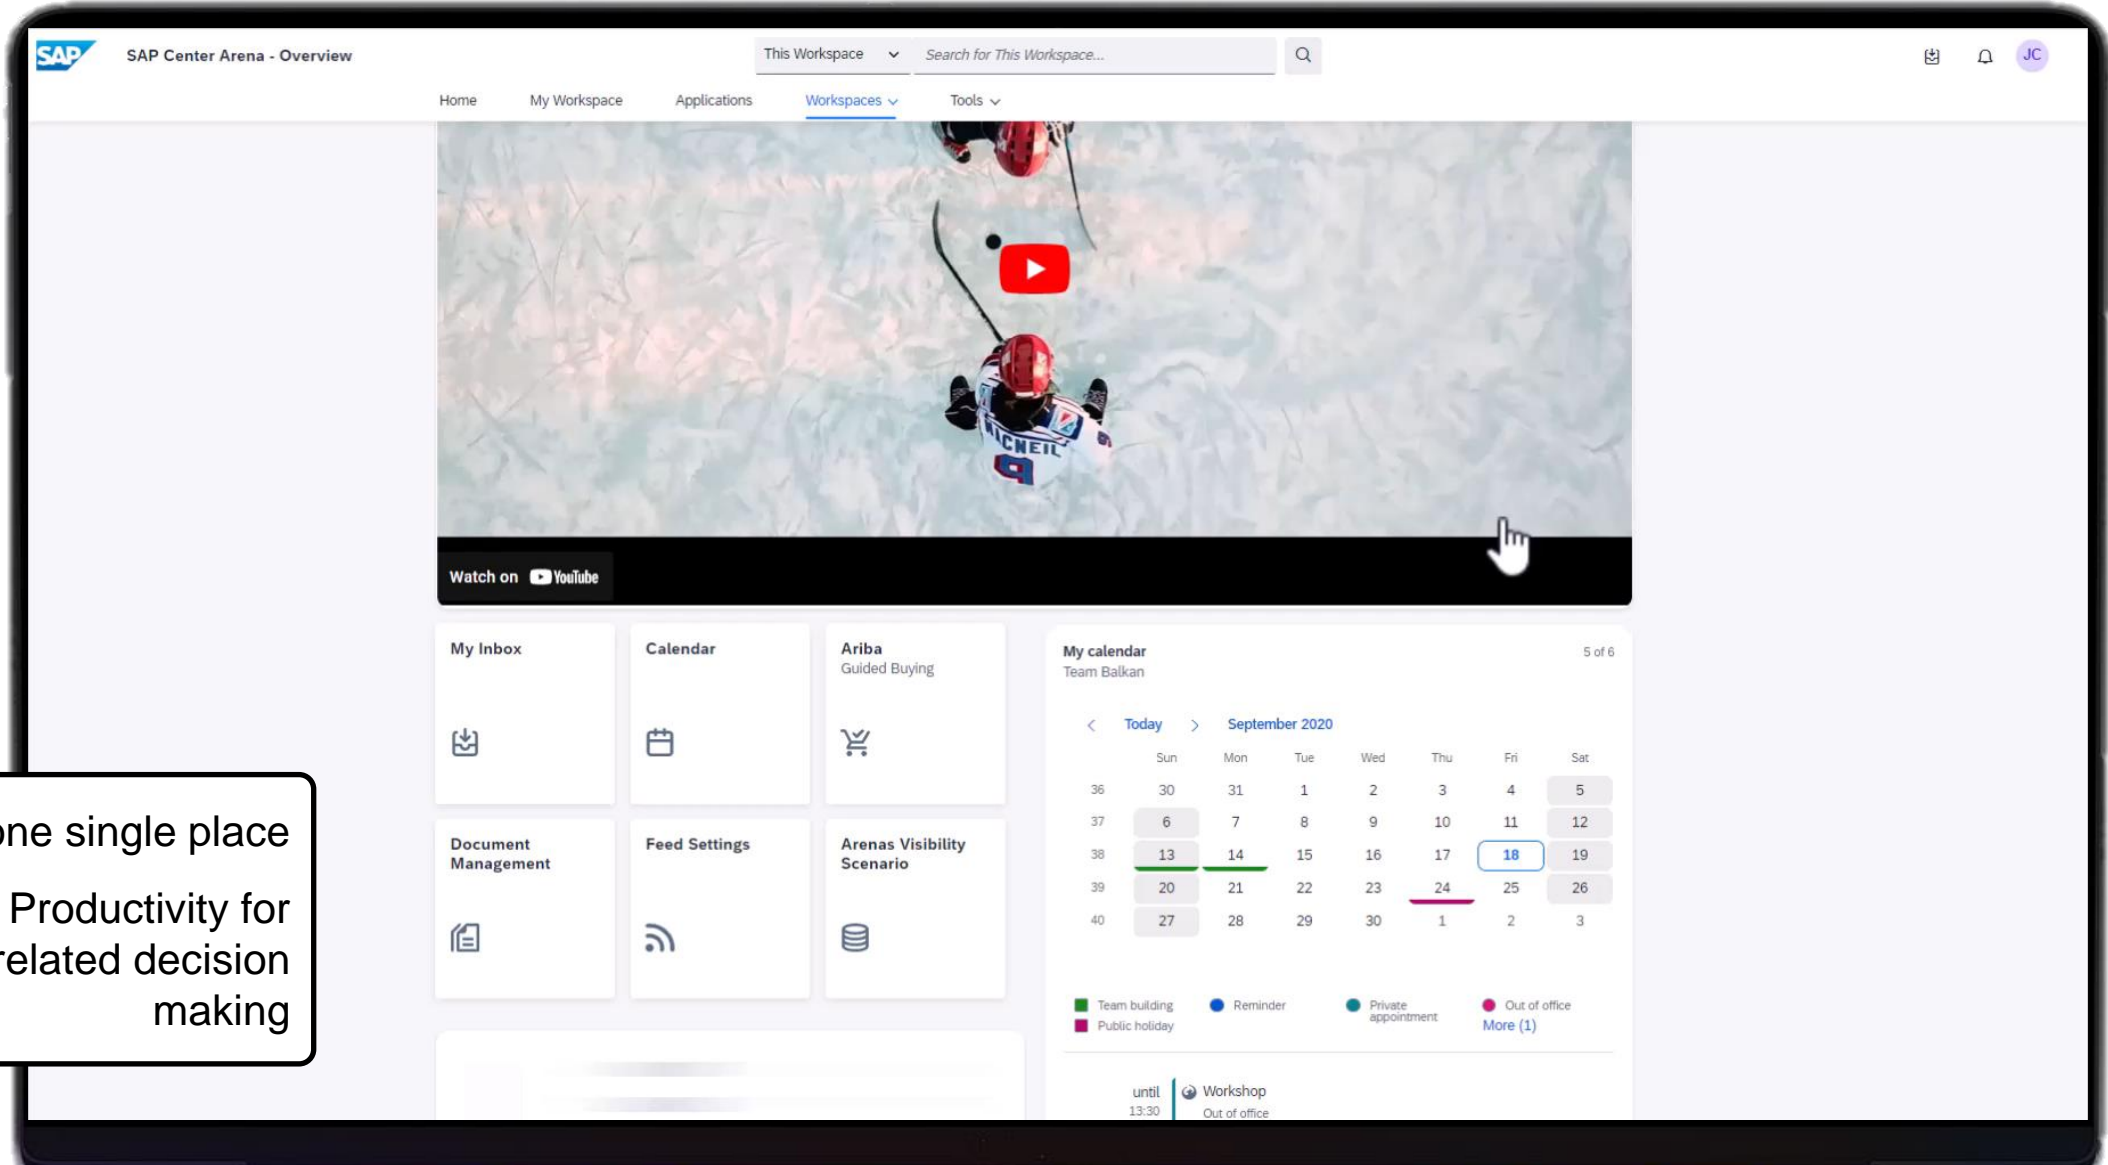 SAP
SAP Center Arena - Overview
This Workspace
Search for This Workspace...
JC
Home
My Workspace
Applications
Workspaces
Tools
MACNEIL
9
9
Watch on YouTube
My Inbox
Calendar
Ariba
Guided Buying
Document
Management
Feed Settings
Arenas Visibility
Scenario
My calendar
5 of 6
Team Balkan
Today
September 2020
Sun Mon Tue Wed Thu Fri Sat
36 30 31 1 2 3 4 5
37 6 7 8 9 10 11 12
38 13 14 15 16 17 18 19
39 20 21 22 23 24 25 26
40 27 28 29 30 1 2 3
Team building
Reminder
Private
appointment
Out of office
Public holiday
More (1)
until
13:30
Workshop
Out of office
one single place
Productivity for
related decision
making